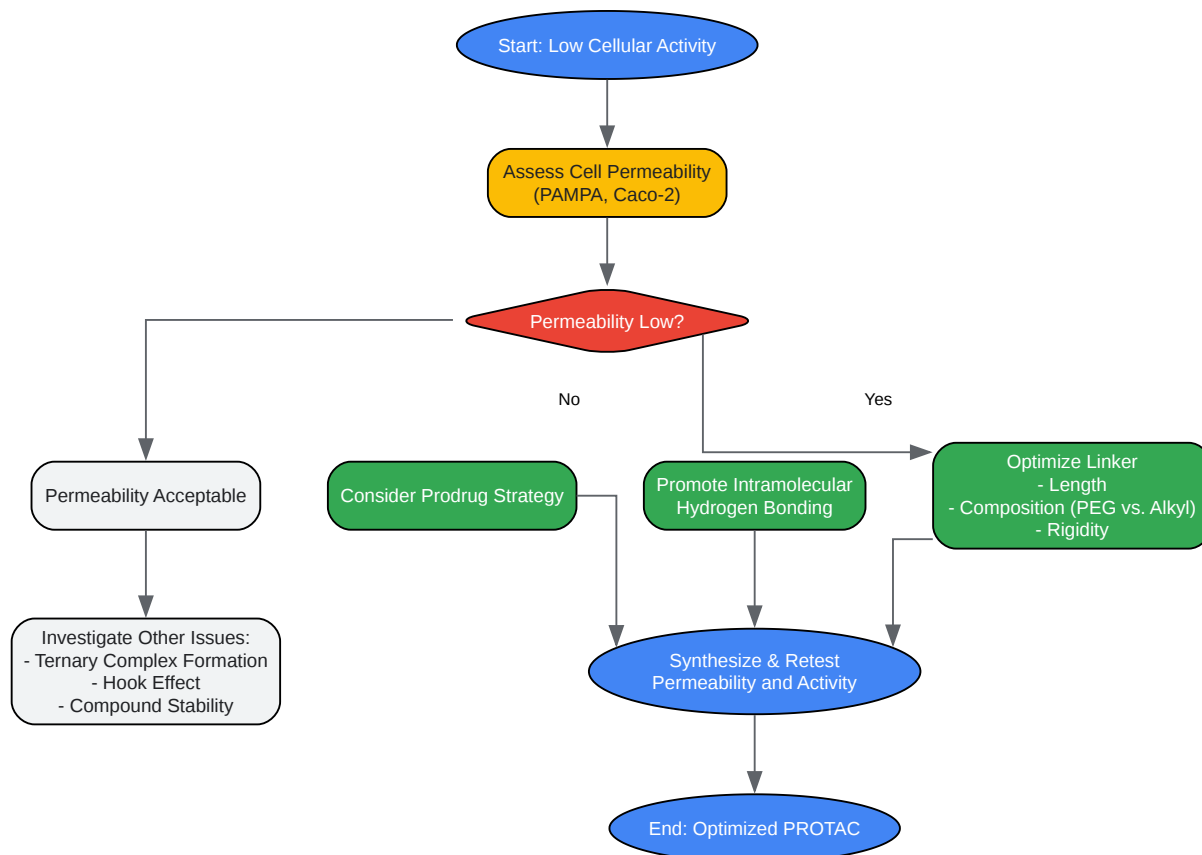 Start: Low Cellular Activity
Assess Cell Permeability
(PAMPA, Caco-2)
Permeability Low?
No
Yes
Permeability Acceptable
Consider Prodrug Strategy
Promote Intramolecular
Hydrogen Bonding
Optimize Linker
- Length
- Composition (PEG vs. Alkyl)
- Rigidity
Investigate Other Issues:
- Ternary Complex Formation
- Hook Effect
- Compound Stability
Synthesize & Retest
Permeability and Activity
End: Optimized PROTAC